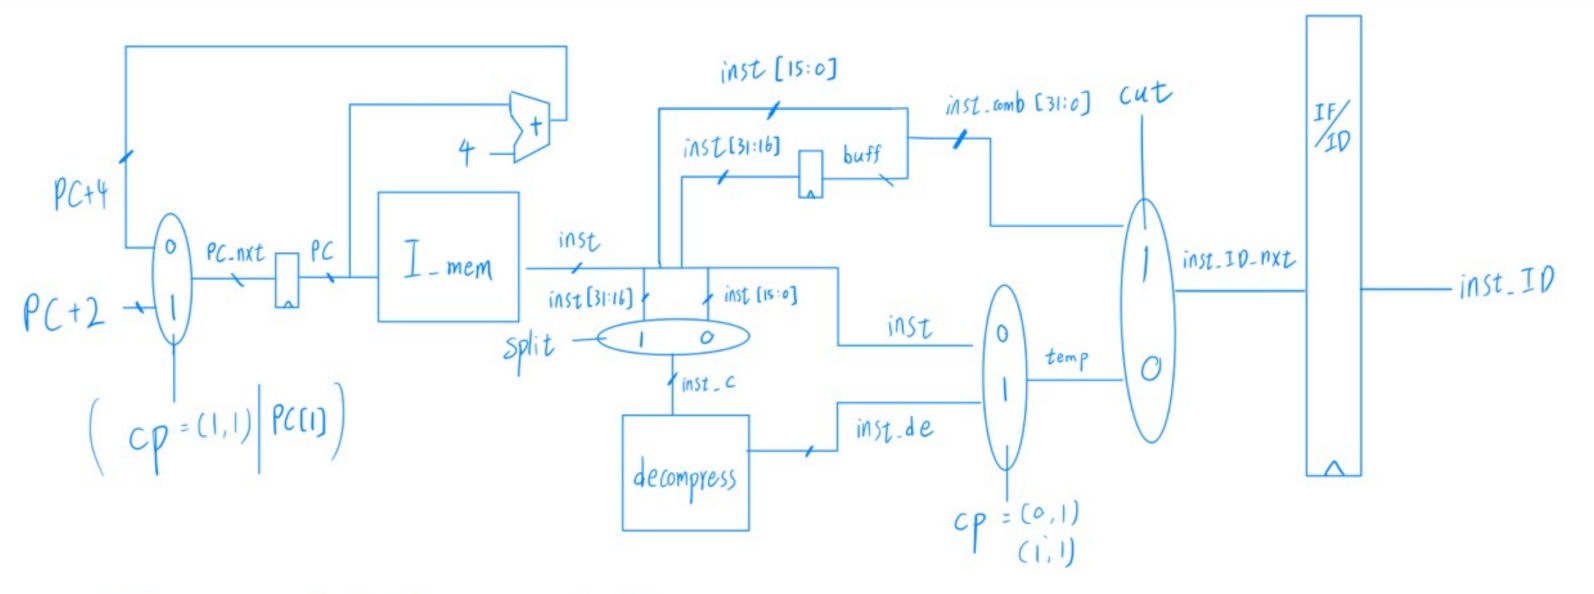 inst [15:0]
inst_comb [31:0]
cut
IF/
ID
+
4
inst[31:16]
buff
PC+4
0
PC_nxt
PC
I_mem
inst
1
PC+2
inst[31:16]
inst [15:0]
split
1
0
inst_c
inst
0
temp
1
1
0
inst_ID_nxt
inst_ID
decompress
inst_de
( cp = (1,1) | PC[1] )
cp = (0,1)
(1,1)